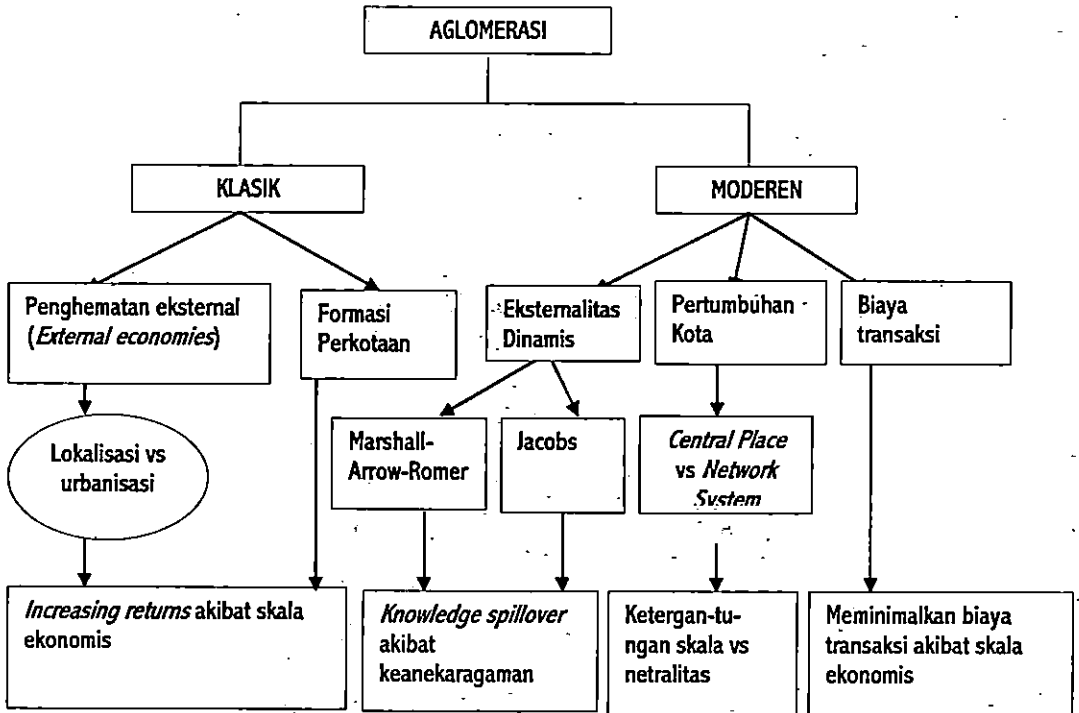 AGLOMERASI
KLASIK
MODEREN
Penghematan eksternal
(External economies)
Formasi
Perkotaan
Eksternalitas
Dinamis
Pertumbuhan
Kota
Biaya
transaksi
Lokalisasi vs
urbanisasi
Marshall-
Arrow-Romer
Jacobs
Central Place
vs Network
System
Increasing returns akibat skala
ekonomis
Knowledge spillover
akibat
keanekaragaman
Ketergan-tu-
ngan skala vs
netralitas
Meminimalkan biaya
transaksi akibat skala
ekonomis